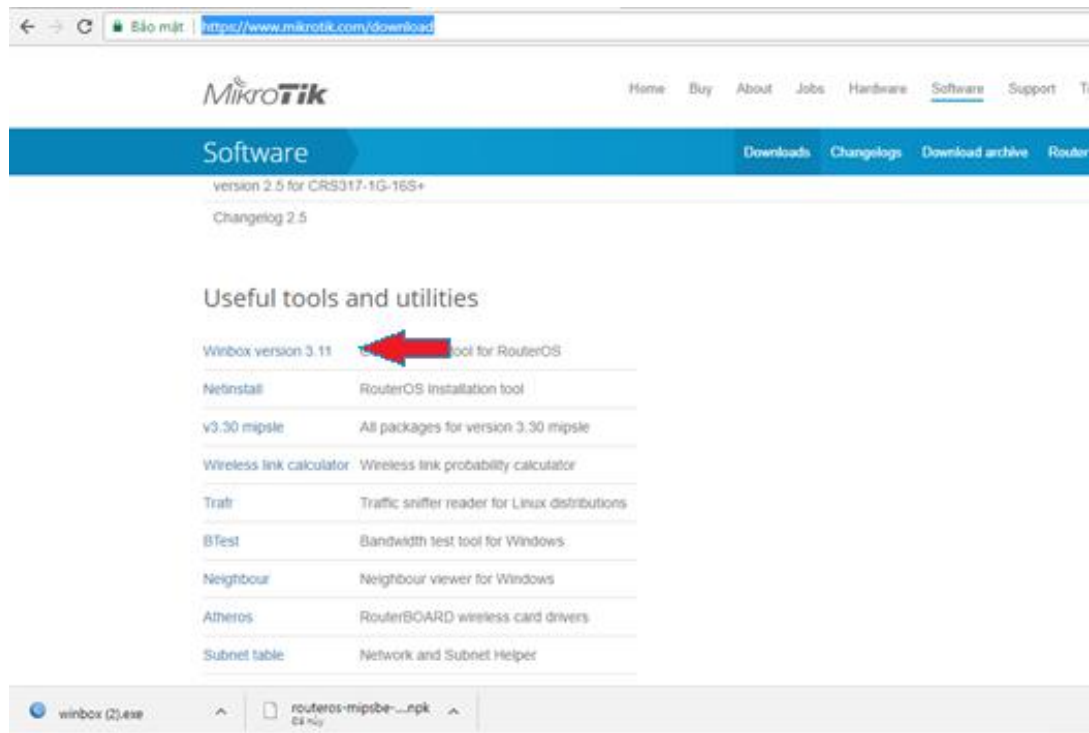 Bảo mật https://www.mikrotik.com/download
MikroTik
Home Buy About Jobs Hardware Software Support
Software
Downloads Changelogs Download archive Router
version 2.5 for CRS317-1G-16S+
Changelog 2.5
Useful tools and utilities
Winbox version 3.11 tool for RouterOS
Netinstall RouterOS installation tool
v3.30 mipsle All packages for version 3.30 mipsle
Wireless link calculator Wireless link probability calculator
Trafr Traffic sniffer reader for Linux distributions
BTest Bandwidth test tool for Windows
Neighbour Neighbour viewer for Windows
Atheros RouterBOARD wireless card drivers
Subnet table Network and Subnet Helper
winbox (2).exe
routeros-mipsbe-....npk
Đã hủy